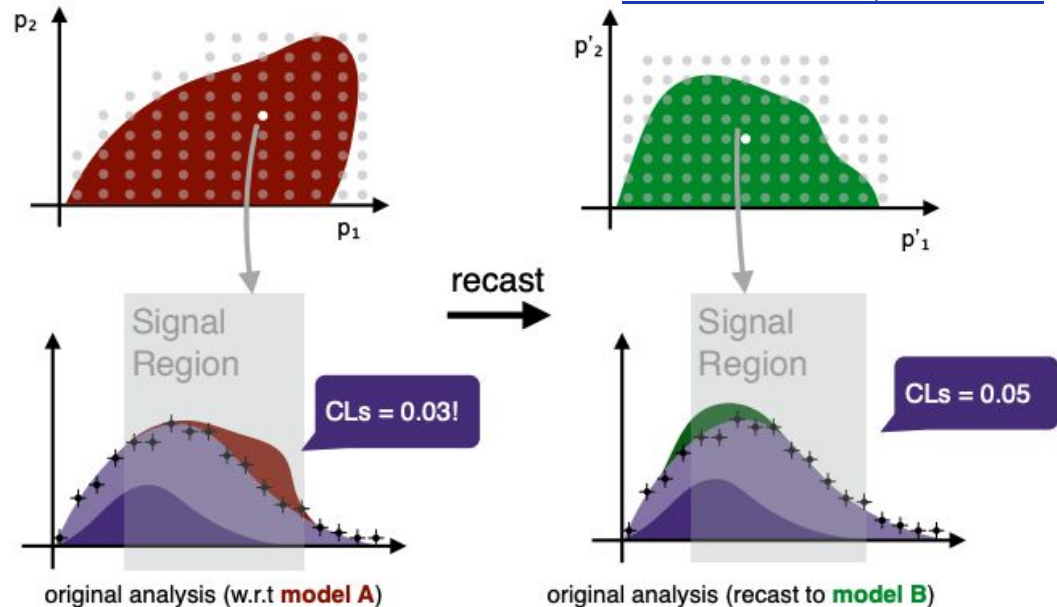 p₂
p₁
p'₂
p'₁
recast
Signal
Region
CLs = 0.03!
Signal
Region
CLs = 0.05
original analysis (w.r.t model A)
original analysis (recast to model B)